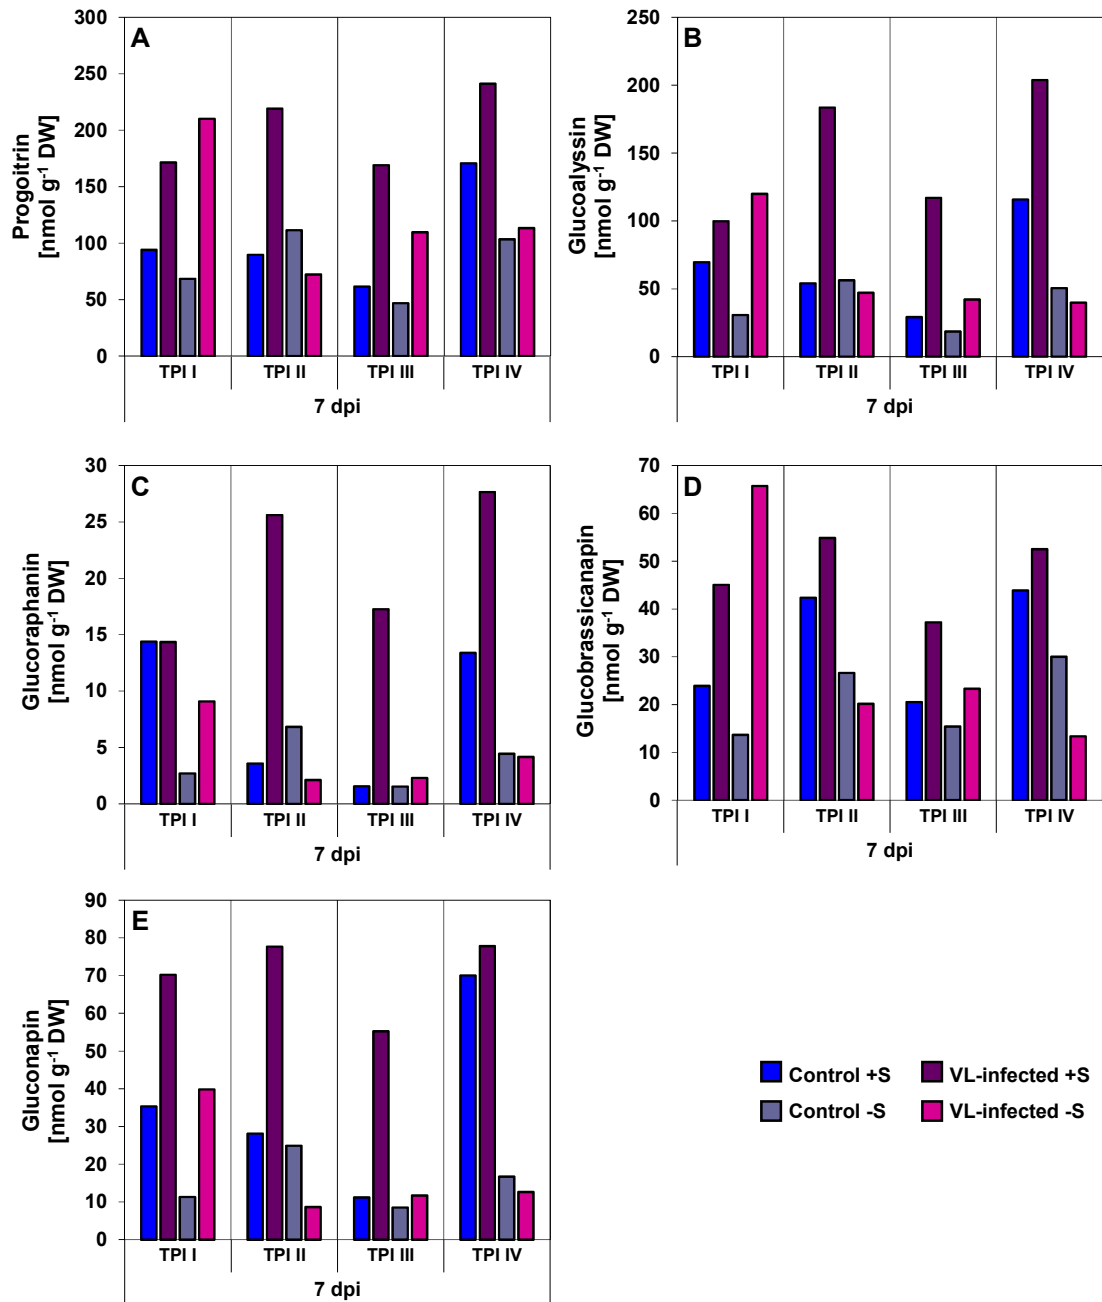 A
Progoitrin
[nmol g⁻¹ DW]
300
250
200
150
100
50
0
TPI I TPI II TPI III TPI IV
7 dpi
B
Glucoalyssin
[nmol g⁻¹ DW]
250
200
150
100
50
0
TPI I TPI II TPI III TPI IV
7 dpi
C
Glucoraphanin
[nmol g⁻¹ DW]
30
25
20
15
10
5
0
TPI I TPI II TPI III TPI IV
7 dpi
D
Glucobrassicanapin
[nmol g⁻¹ DW]
70
60
50
40
30
20
10
0
TPI I TPI II TPI III TPI IV
7 dpi
E
Gluconapin
[nmol g⁻¹ DW]
90
80
70
60
50
40
30
20
10
0
TPI I TPI II TPI III TPI IV
7 dpi
Control +S VL-infected +S
Control -S VL-infected -S